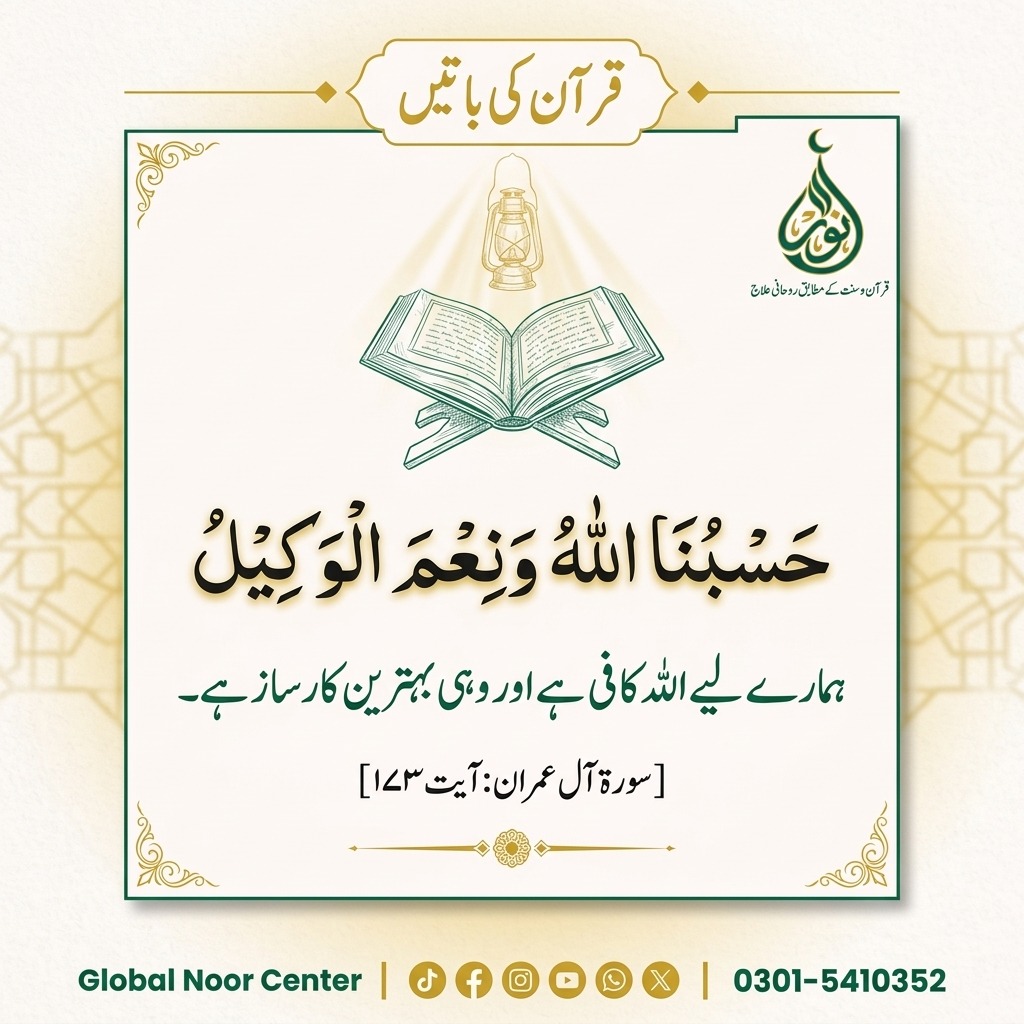 قرآن کی باتیں
نور
قرآن و سنت کے مطابق روحانی علاج
حَسْبُنَا اللّٰهُ وَنِعْمَ الْوَكِيْلُ
ہمارے لیے اللہ کافی ہے اور وہی بہترین کارساز ہے۔
[سورۃ آل عمران: آیت ۱۷۳]
Global Noor Center | 0301-5410352